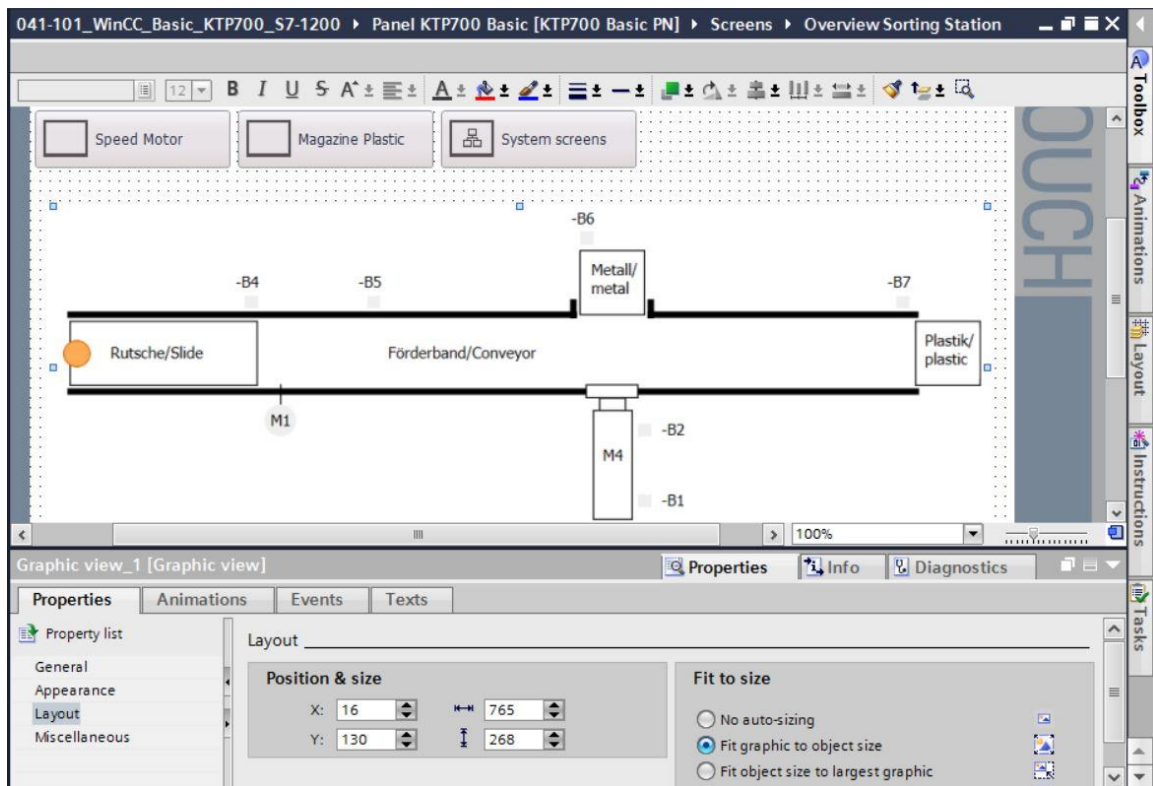 041-101_WinCC_Basic_KTP700_S7-1200 ▸ Panel KTP700 Basic [KTP700 Basic PN] ▸ Screens ▸ Overview Sorting Station
12 B I U S A A
Speed Motor
Magazine Plastic
System screens
OUCH
-B6
Metall/
metal
-B4
-B5
-B7
Rutsche/Slide
Förderband/Conveyor
Plastik/
plastic
M1
-B2
M4
-B1
100%
Toolbox
Animations
Layout
Instructions
Tasks
Graphic view_1 [Graphic view]
Properties
Info
Diagnostics
Properties
Animations
Events
Texts
Property list
General
Appearance
Layout
Miscellaneous
Layout
Position & size
X: 16
765
Y: 130
268
Fit to size
No auto-sizing
Fit graphic to object size
Fit object size to largest graphic